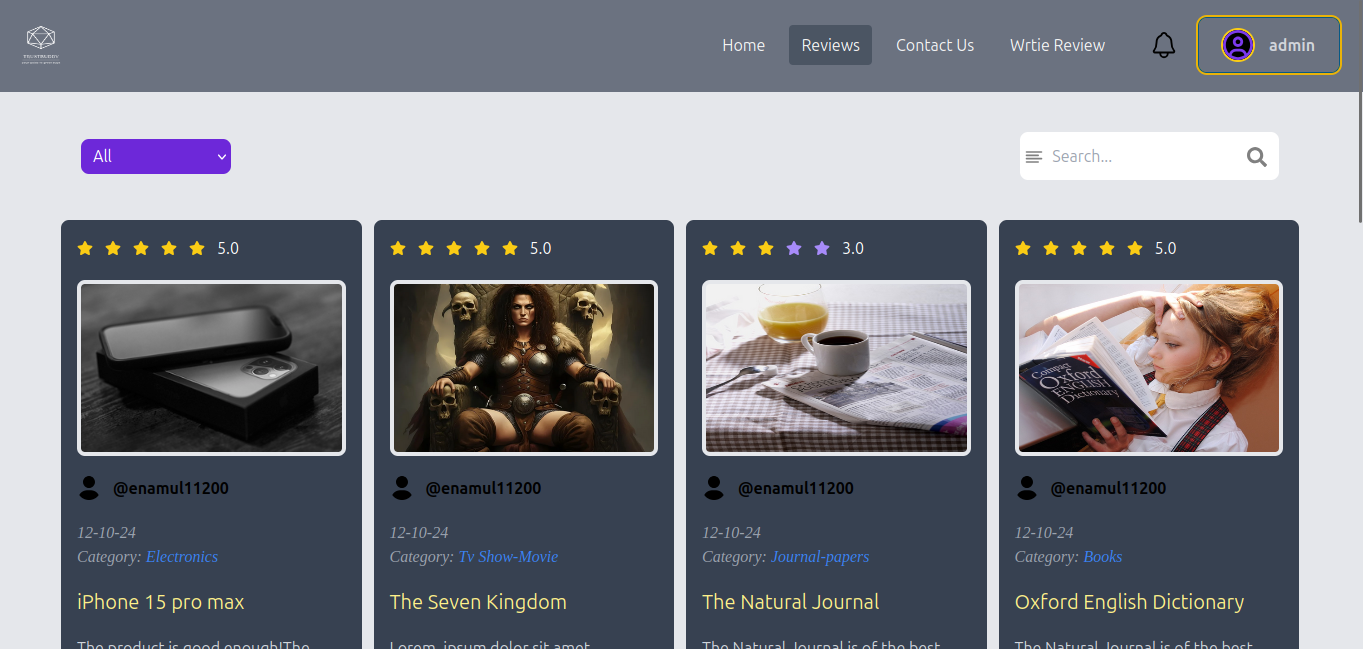 Home Reviews Contact Us Wrtie Review admin
All Search...
5.0 5.0 3.0 5.0
Compact
Oxford
English
Dictionary
@enamul11200 @enamul11200 @enamul11200 @enamul11200
12-10-24 12-10-24 12-10-24 12-10-24
Category: Electronics Category: Tv Show-Movie Category: Journal-papers Category: Books
iPhone 15 pro max The Seven Kingdom The Natural Journal Oxford English Dictionary
The product is good enough!The Lorem, ipsum dolor sit amet The Natural Journal is of the best The Natural Journal is of the best